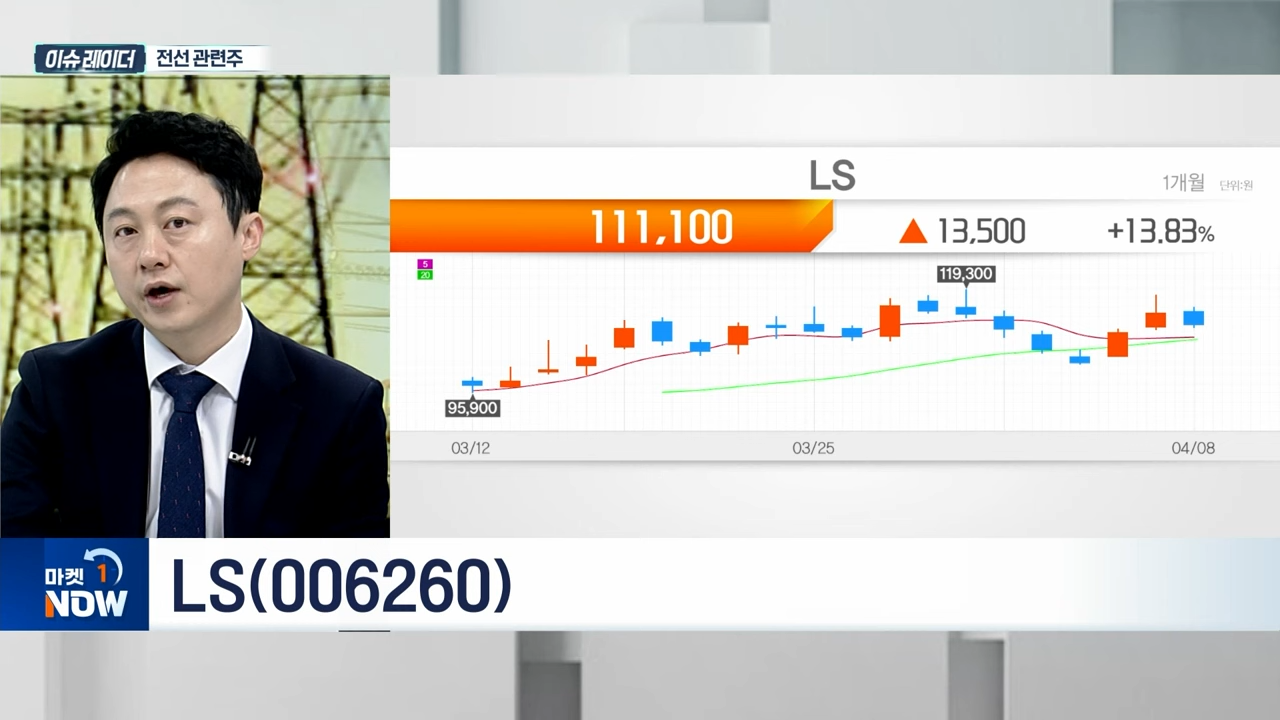 이슈레이더 전선 관련주
LS
1개월 단위:원
111,100 ▲ 13,500 +13.83%
5
20
119,300
95,900
03/12 03/25 04/08
마켓 1
NOW
LS(006260)